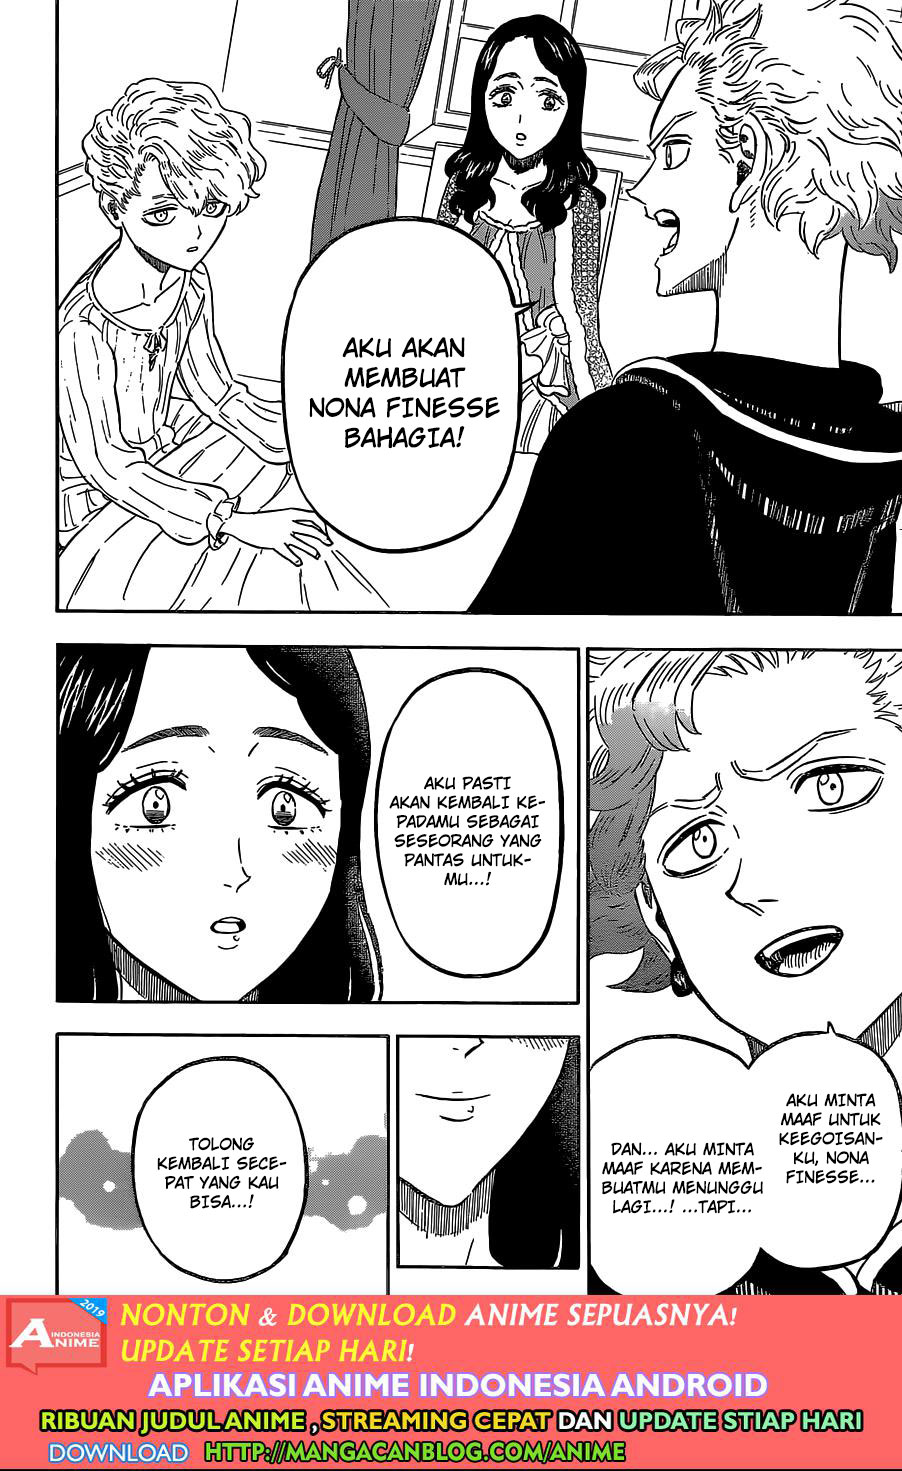 AKU AKAN
MEMBUAT
NONA FINESSE
BAHAGIA!
AKU MINTA
MAAF UNTUK
KEEGOISAN-
KU, NONA
FINESSE...
DAN... AKU MINTA
MAAF KARENA MEM-
BUATMU MENUNGGU
LAGI...! ...TAPI...
AKU PASTI
AKAN KEMBALI KE-
PADAMU SEBAGAI
SESEORANG YANG
PANTAS UNTUK-
MU...!
TOLONG
KEMBALI SECE-
PAT YANG KAU
BISA...!
2019
INDONESIA
ANIME
NONTON & DOWNLOAD ANIME SEPUASNYA!
UPDATE SETIAP HARI!
APLIKASI ANIME INDONESIA ANDROID
RIBUAN JUDUL ANIME , STREAMING CEPAT DAN UPDATE STIAP HARI
DOWNLOAD HTTP://MANGACANBLOG.COM/ANIME